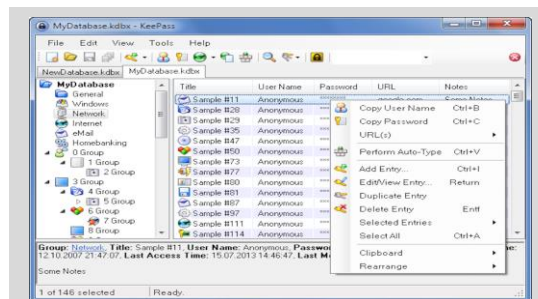 MyDatabase.kdbx - KeePass
File Edit View Tools Help
NewDatabase.kdbx MyDatabase.kdbx
MyDatabase
General
Windows
Network
Internet
eMail
Homebanking
0 Group
1 Group
2 Group
3 Group
4 Group
5 Group
6 Group
7 Group
8 Group
Title User Name Password URL Notes
Sample #11 Anonymous google.com Some Notes
Sample #28 Anonymous
Sample #29 Anonymous
Sample #35 Anonymous
Sample #47 Anonymous
Sample #50 Anonymous
Sample #73 Anonymous
Sample #77 Anonymous
Sample #80 Anonymous
Sample #81 Anonymous
Sample #87 Anonymous
Sample #97 Anonymous
Sample #111 Anonymous
Sample #114 Anonymous
Copy User Name Ctrl+B
Copy Password Ctrl+C
URL(s)
Perform Auto-Type Ctrl+V
Add Entry... Ctrl+I
Edit/View Entry... Return
Duplicate Entry
Delete Entry Entf
Selected Entries
Select All Ctrl+A
Clipboard
Rearrange
Group: Network, Title: Sample #11, User Name: Anonymous, Passwo
12.10.2007 21:47:07, Last Access Time: 15.07.2013 14:46:47, Last M
Some Notes
1 of 146 selected Ready.